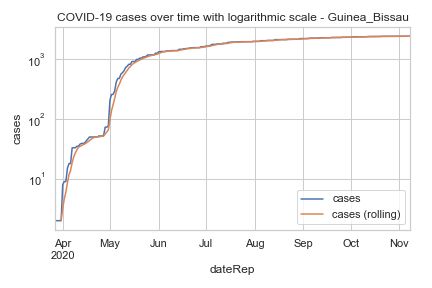 COVID-19 cases over time with logarithmic scale - Guinea_Bissau
cases
10³
10²
10¹
cases
cases (rolling)
Apr May Jun Jul Aug Sep Oct Nov
2020
dateRep